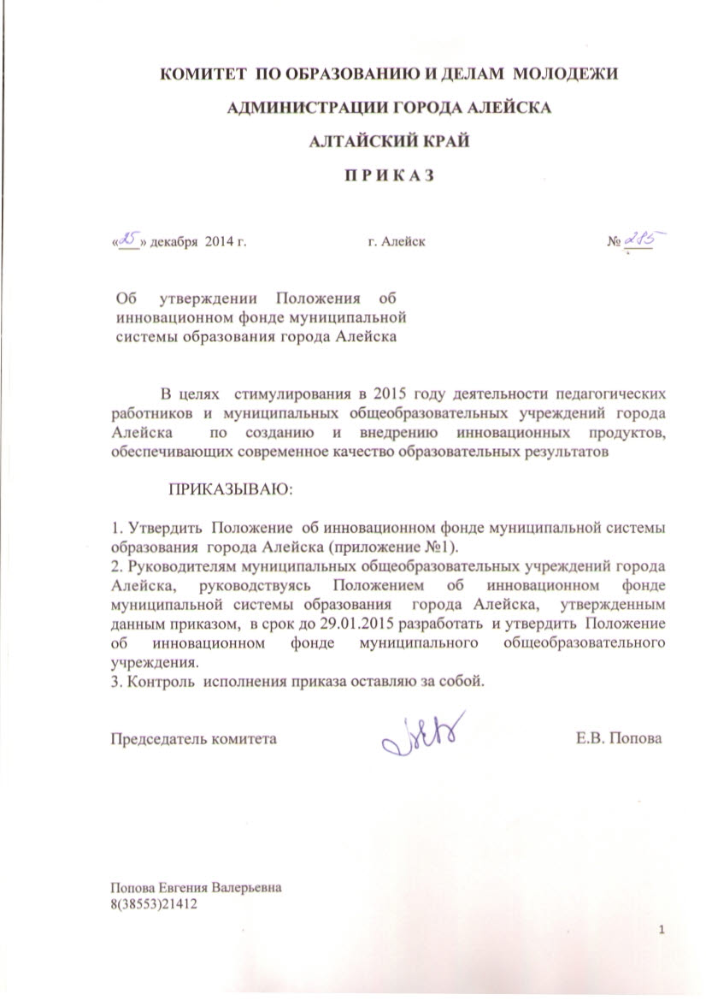 КОМИТЕТ ПО ОБРАЗОВАНИЮ И ДЕЛАМ МОЛОДЕЖИ
АДМИНИСТРАЦИИ ГОРОДА АЛЕЙСКА
АЛТАЙСКИЙ КРАЙ
П Р И К А З
«25» декабря 2014 г. г. Алейск № 285
Об утверждении Положения об
инновационном фонде муниципальной
системы образования города Алейска
В целях стимулирования в 2015 году деятельности педагогических
работников и муниципальных общеобразовательных учреждений города
Алейска по созданию и внедрению инновационных продуктов,
обеспечивающих современное качество образовательных результатов
ПРИКАЗЫВАЮ:
1. Утвердить Положение об инновационном фонде муниципальной системы
образования города Алейска (приложение №1).
2. Руководителям муниципальных общеобразовательных учреждений города
Алейска, руководствуясь Положением об инновационном фонде
муниципальной системы образования города Алейска, утвержденным
данным приказом, в срок до 29.01.2015 разработать и утвердить Положение
об инновационном фонде муниципального общеобразовательного
учреждения.
3. Контроль исполнения приказа оставляю за собой.
Председатель комитета Е.В. Попова
Попова Евгения Валерьевна
8(38553)21412
1